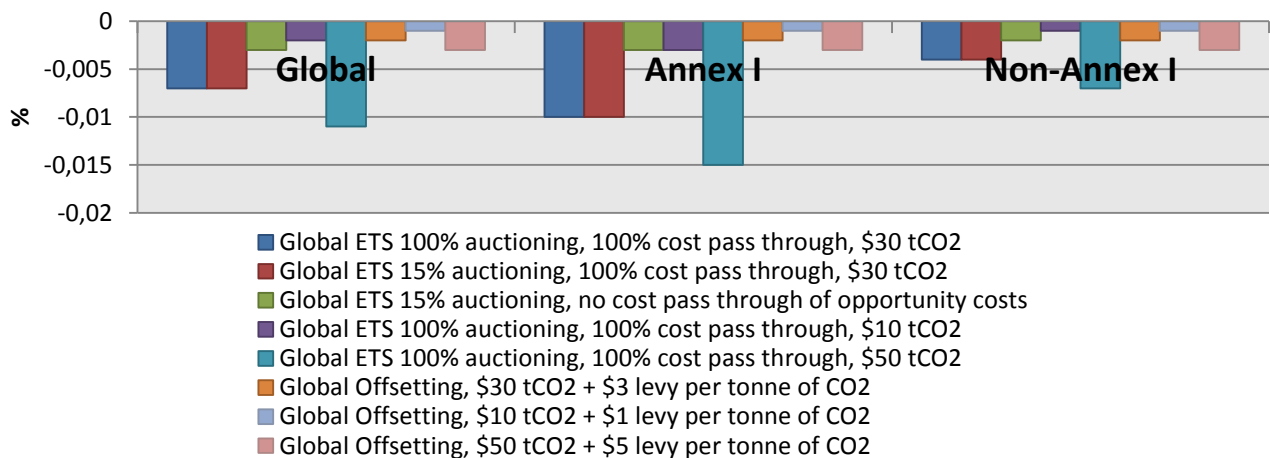 0
-0,005
-0,01
-0,015
-0,02
%
Global
Annex I
Non-Annex I
Global ETS 100% auctioning, 100% cost pass through, $30 tCO2
Global ETS 15% auctioning, 100% cost pass through, $30 tCO2
Global ETS 15% auctioning, no cost pass through of opportunity costs
Global ETS 100% auctioning, 100% cost pass through, $10 tCO2
Global ETS 100% auctioning, 100% cost pass through, $50 tCO2
Global Offsetting, $30 tCO2 + $3 levy per tonne of CO2
Global Offsetting, $10 tCO2 + $1 levy per tonne of CO2
Global Offsetting, $50 tCO2 + $5 levy per tonne of CO2